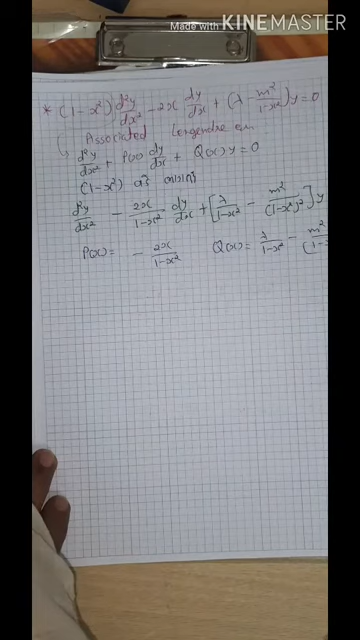 Made with KINEMASTER
* (1-x²) d²y/dx² - 2x dy/dx + (λ - m²/1-x²) y = 0
Associated Legendre eqn
d²y/dx² + P(x) dy/dx + Q(x) y = 0
(1-x²)
d²y/dx² - 2x/1-x² dy/dx + [λ/1-x² - m²/(1-x²)²] y
P(x) = - 2x/1-x² Q(x) = λ/1-x² - m²/(1-